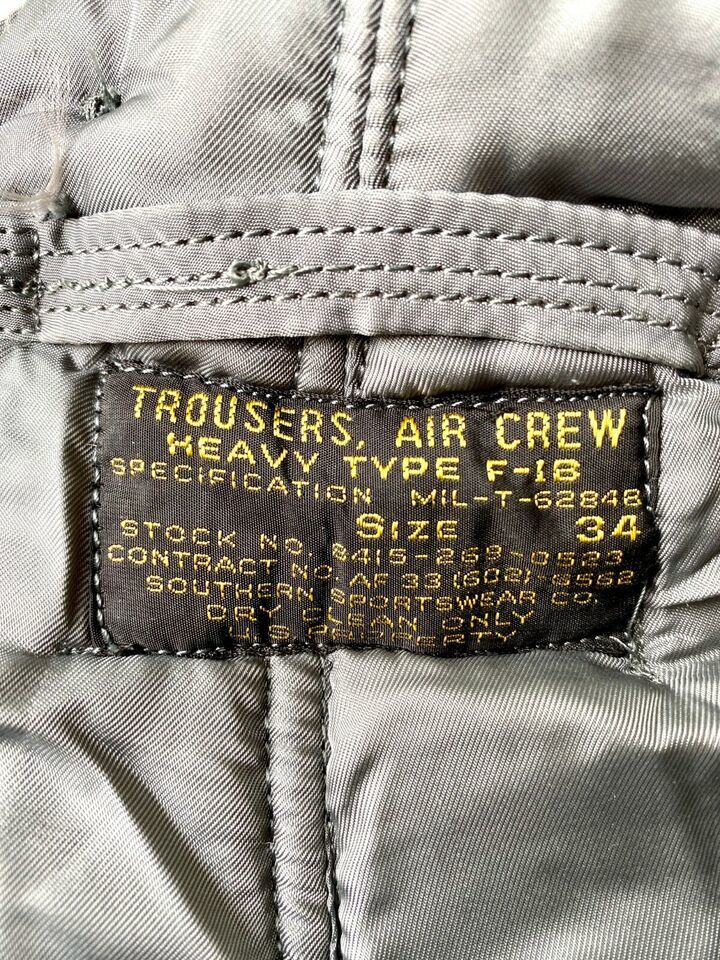 TROUSERS, AIR CREW
HEAVY TYPE F-1B
SPECIFICATION MIL-T-6284B
SIZE 34
STOCK NO. 8415-269-0523
CONTRACT NO. AF 33 (602)-6562
SOUTHERN SPORTSWEAR CO.
DRY CLEAN ONLY
U.S. PROPERTY